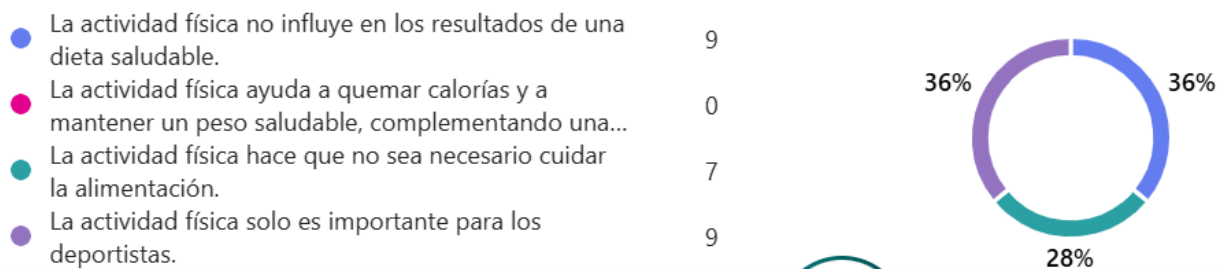 La actividad física no influye en los resultados de una
dieta saludable.
9
La actividad física ayuda a quemar calorías y a
mantener un peso saludable, complementando una...
0
La actividad física hace que no sea necesario cuidar
la alimentación.
7
La actividad física solo es importante para los
deportistas.
9
36%
36%
28%